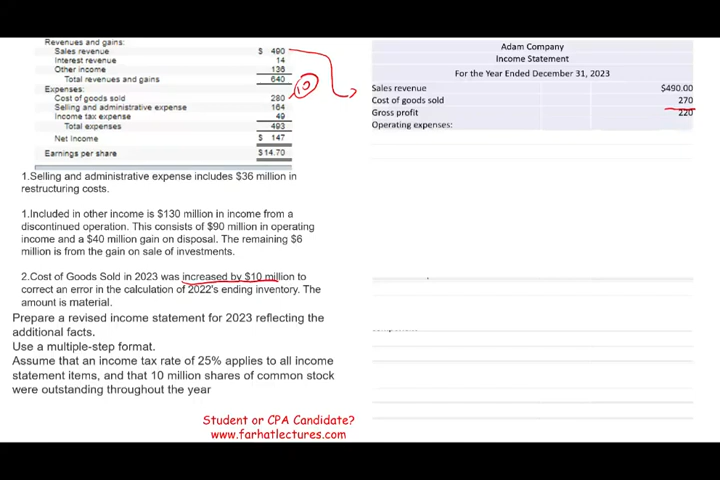 Revenues and gains:
Sales revenue $ 490
Interest revenue 14
Other income 136
Total revenues and gains 640
Expenses:
Cost of goods sold 280
Selling and administrative expense 164
Income tax expense 49
Total expenses 493
Net Income $ 147
Earnings per share $14.70
10
1.Selling and administrative expense includes $36 million in
restructuring costs.
1.Included in other income is $130 million in income from a
discontinued operation. This consists of $90 million in operating
income and a $40 million gain on disposal. The remaining $6
million is from the gain on sale of investments.
2.Cost of Goods Sold in 2023 was increased by $10 million to
correct an error in the calculation of 2022's ending inventory. The
amount is material.
Prepare a revised income statement for 2023 reflecting the
additional facts.
Use a multiple-step format.
Assume that an income tax rate of 25% applies to all income
statement items, and that 10 million shares of common stock
were outstanding throughout the year
Student or CPA Candidate?
www.farhatlectures.com
Adam Company
Income Statement
For the Year Ended December 31, 2023
Sales revenue $490.00
Cost of goods sold 270
Gross profit 220
Operating expenses: